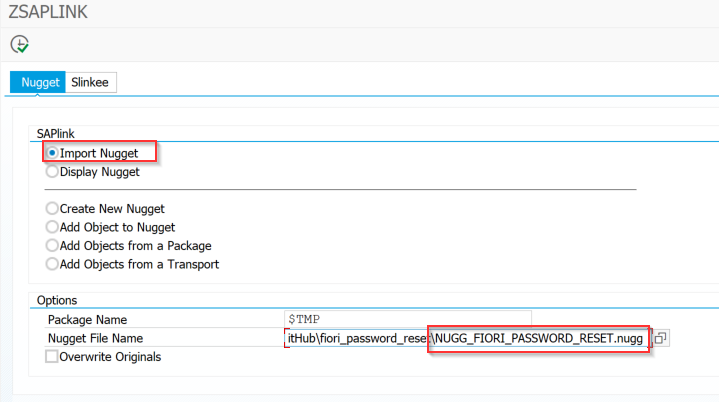 ZSAPLINK
Nugget Slinkee
SAPlink
Import Nugget
Display Nugget
Create New Nugget
Add Object to Nugget
Add Objects from a Package
Add Objects from a Transport
Options
Package Name $TMP
Nugget File Name itHub\fiori_password_reset\NUGG_FIORI_PASSWORD_RESET.nugg
Overwrite Originals